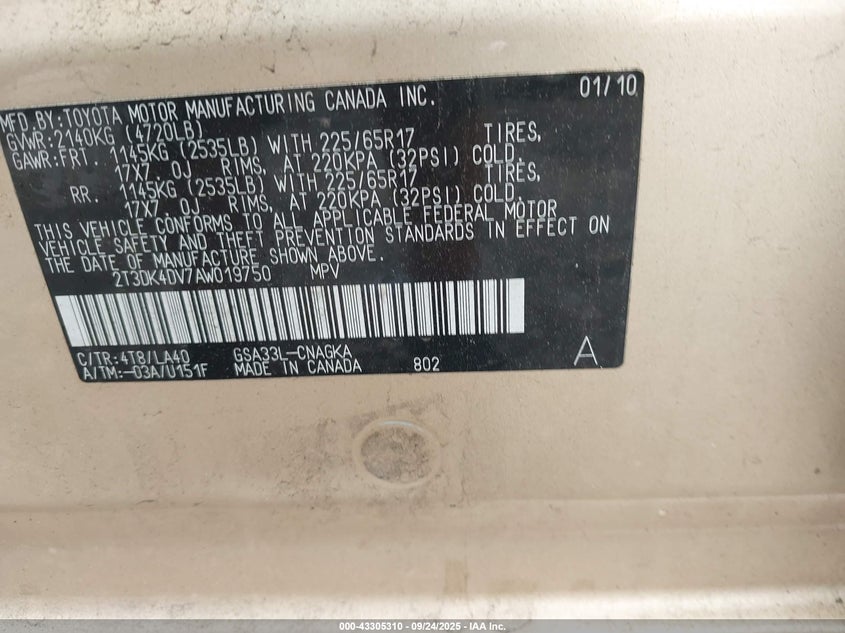 01/10
MFD.BY:TOYOTA MOTOR MANUFACTURING CANADA INC.
GVWR:2140KG (4720LB)
GAWR:FRT. 1145KG (2535LB) WITH 225/65R17 TIRES,
17X7.0J RIMS, AT 220KPA (32PSI) COLD.
RR. 1145KG (2535LB) WITH 225/65R17 TIRES,
17X7.0J RIMS, AT 220KPA (32PSI) COLD.
THIS VEHICLE CONFORMS TO ALL APPLICABLE FEDERAL MOTOR
VEHICLE SAFETY AND THEFT PREVENTION STANDARDS IN EFFECT ON
THE DATE OF MANUFACTURE SHOWN ABOVE.
2T3DK4DV7AW019750 MPV
C/TR:4T8/LA40 GSA33L-CNAGKA
A/TM:-03A/U151F MADE IN CANADA 802 A
000-43305310 - 09/24/2025 - IAA Inc.